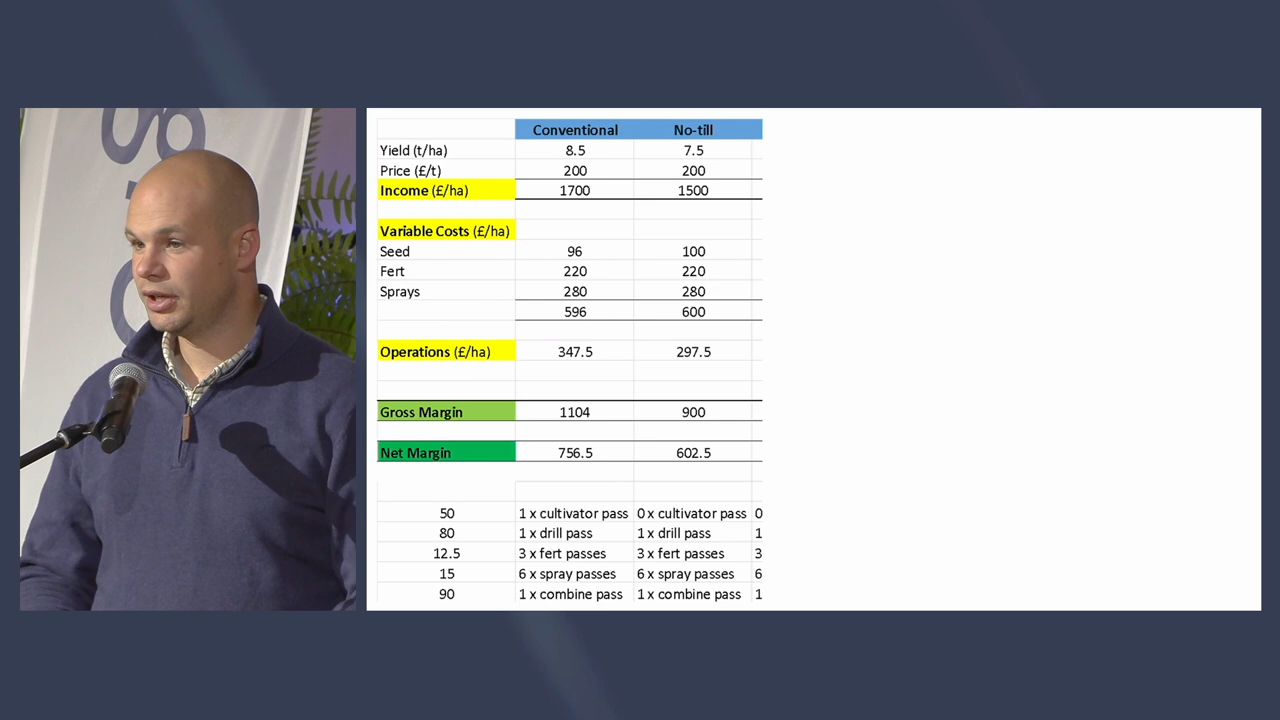 Conventional No-till
Yield (t/ha) 8.5 7.5
Price (£/t) 200 200
Income (£/ha) 1700 1500
Variable Costs (£/ha)
Seed 96 100
Fert 220 220
Sprays 280 280
596 600
Operations (£/ha) 347.5 297.5
Gross Margin 1104 900
Net Margin 756.5 602.5
50 1 x cultivator pass 0 x cultivator pass 0
80 1 x drill pass 1 x drill pass 1
12.5 3 x fert passes 3 x fert passes 3
15 6 x spray passes 6 x spray passes 6
90 1 x combine pass 1 x combine pass 1